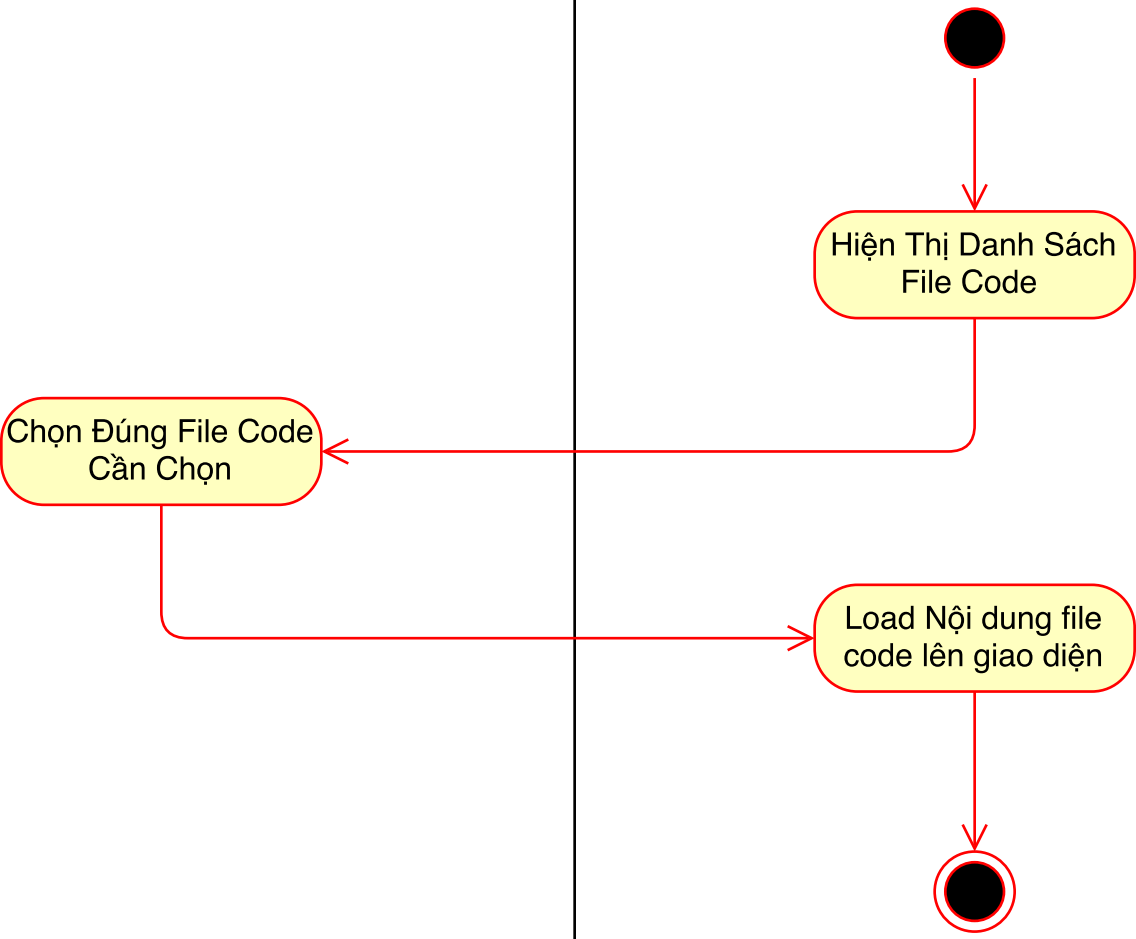 Hiện Thị Danh Sách
File Code
Chọn Đúng File Code
Cần Chọn
Load Nội dung file
code lên giao diện